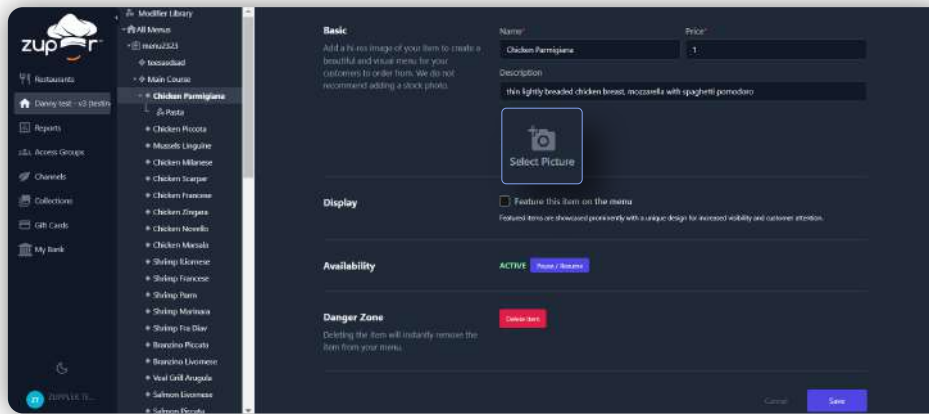 zupper
Restaurants
Danny test - v3 (testin
Reports
Access Groups
Channels
Collections
Gift Cards
My Bank
ZT
ZUPPLER TE...
Modifier Library
All Menus
menu2323
Main Course
Chicken Parmigiana
Pasta
Chicken Piccata
Mussels Linguine
Chicken Milanese
Chicken Scarper
Chicken Francese
Chicken Zingara
Chicken Novello
Chicken Marsala
Shrimp Livornese
Shrimp Francese
Shrimp Parm
Shrimp Marinara
Shrimp Fra Diav
Branzino Piccata
Branzino Livornese
Veal Grill Arugula
Salmon Livornese
Salmon Piccata
Basic
Add a hi-res image of your item to create a
beautiful and visual menu for your
customers to order from. We do not
recommend adding a stock photo.
Name*
Chicken Parmigiana
Price*
1
Description
thin lightly breaded chicken breast, mozzarella with spaghetti pomodoro
Select Picture
Display
Feature this item on the menu
Featured items are showcased prominently with a unique design for increased visibility and customer attention.
Availability
ACTIVE
Pause / Resume
Danger Zone
Deleting the item will instantly remove the
item from your menu.
Delete Item
Cancel
Save